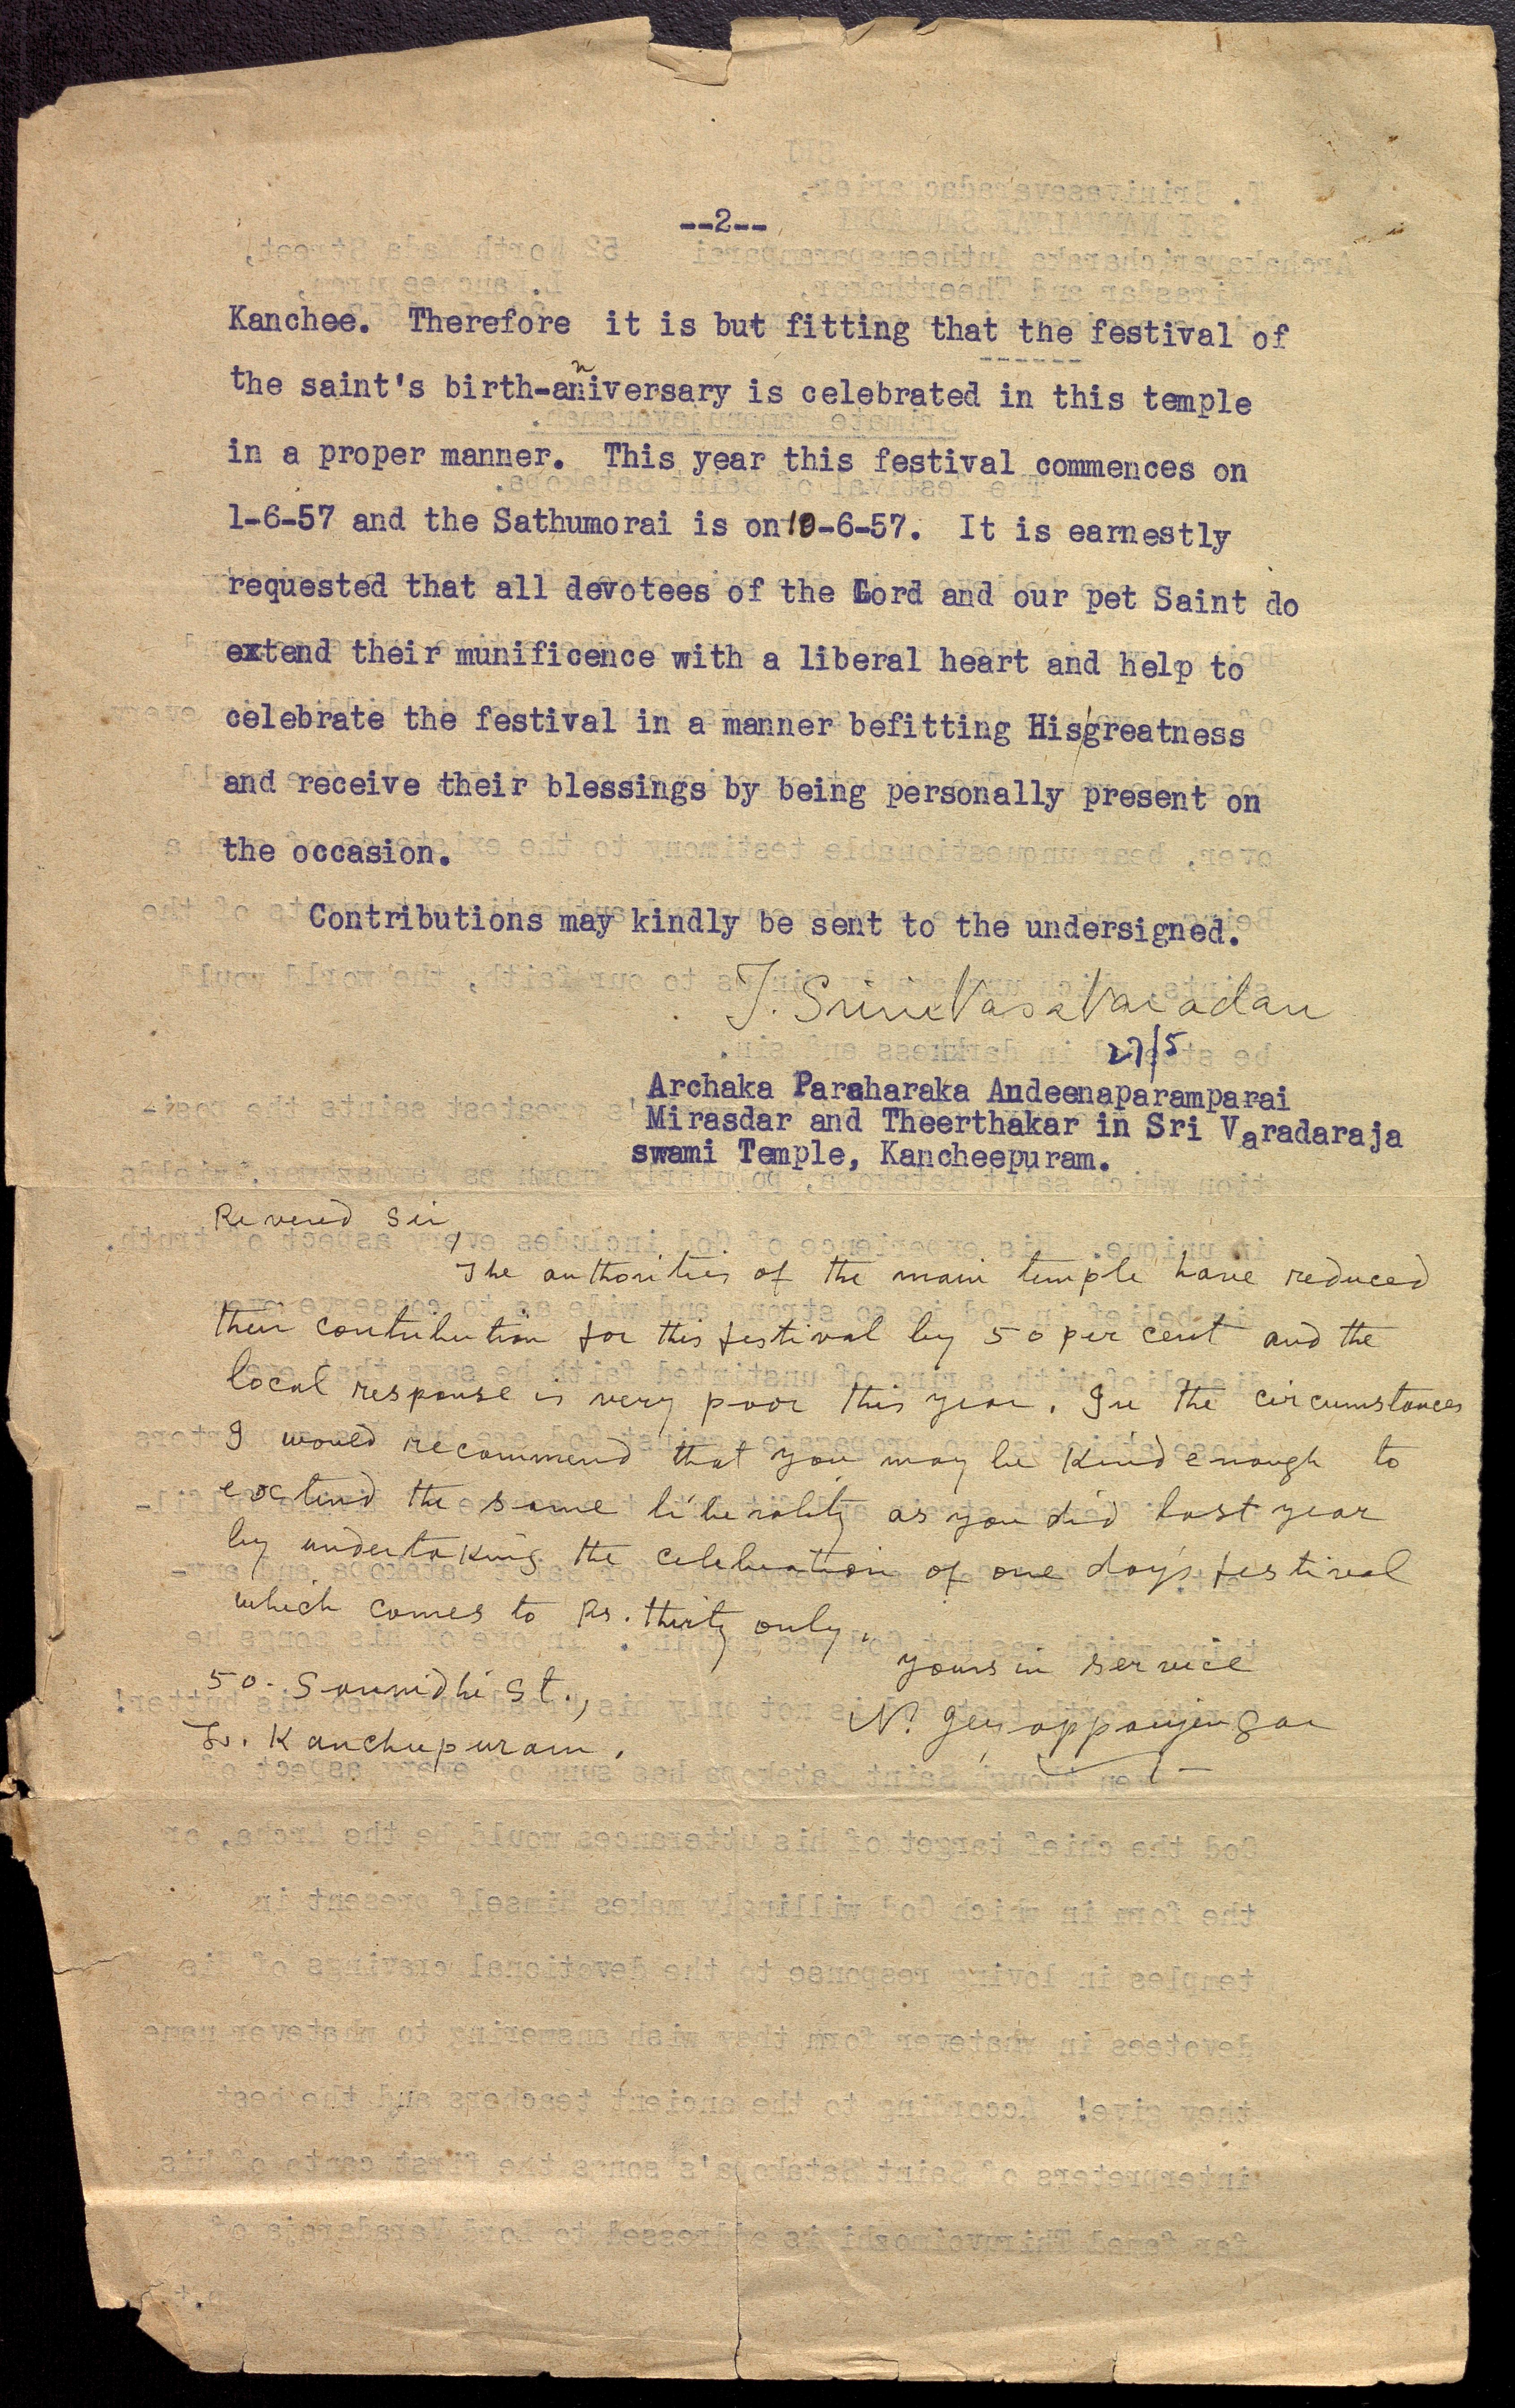 --2--
Kanchee. Therefore it is but fitting that the festival of
the saint's birth-anniversary is celebrated in this temple
in a proper manner. This year this festival commences on
1-6-57 and the Sathumorai is on 10-6-57. It is earnestly
requested that all devotees of the Lord and our pet Saint do
extend their munificence with a liberal heart and help to
celebrate the festival in a manner befitting His/greatness
and receive their blessings by being personally present on
the occasion.
Contributions may kindly be sent to the undersigned.
T. SrinivasaVaradan
27/5
Archaka Paraharaka Andeenaparamparai
Mirasdar and Theerthakar in Sri Varadaraja
swami Temple, Kancheepuram.
Revered Sir,
The authorities of the main temple have reduced
their contribution for this festival by 50 per cent and the
local response is very poor this year. In the circumstances
I would recommend that you may be kind enough to
extend the same liberality as you did last year
by undertaking the celebration of one day's festival
which comes to Rs. thirty only.
Yours in service
50. Sannidhi St.,
N.
Kancheepuram.